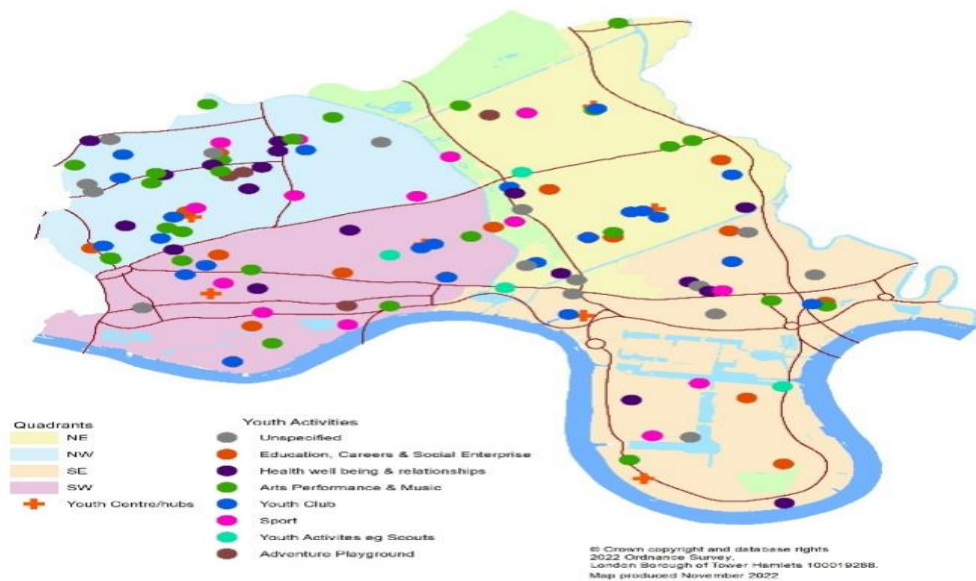 Quadrants
NE
NW
SE
SW
Youth Centre/hubs
Youth Activities
Unspecified
Education, Careers & Social Enterprise
Health well being & relationships
Arts Performance & Music
Youth Club
Sport
Youth Activites eg Scouts
Adventure Playground
© Crown copyright and database rights
2022 Ordnance Survey,
London Borough of Tower Hamlets 100019288.
Map produced November 2022